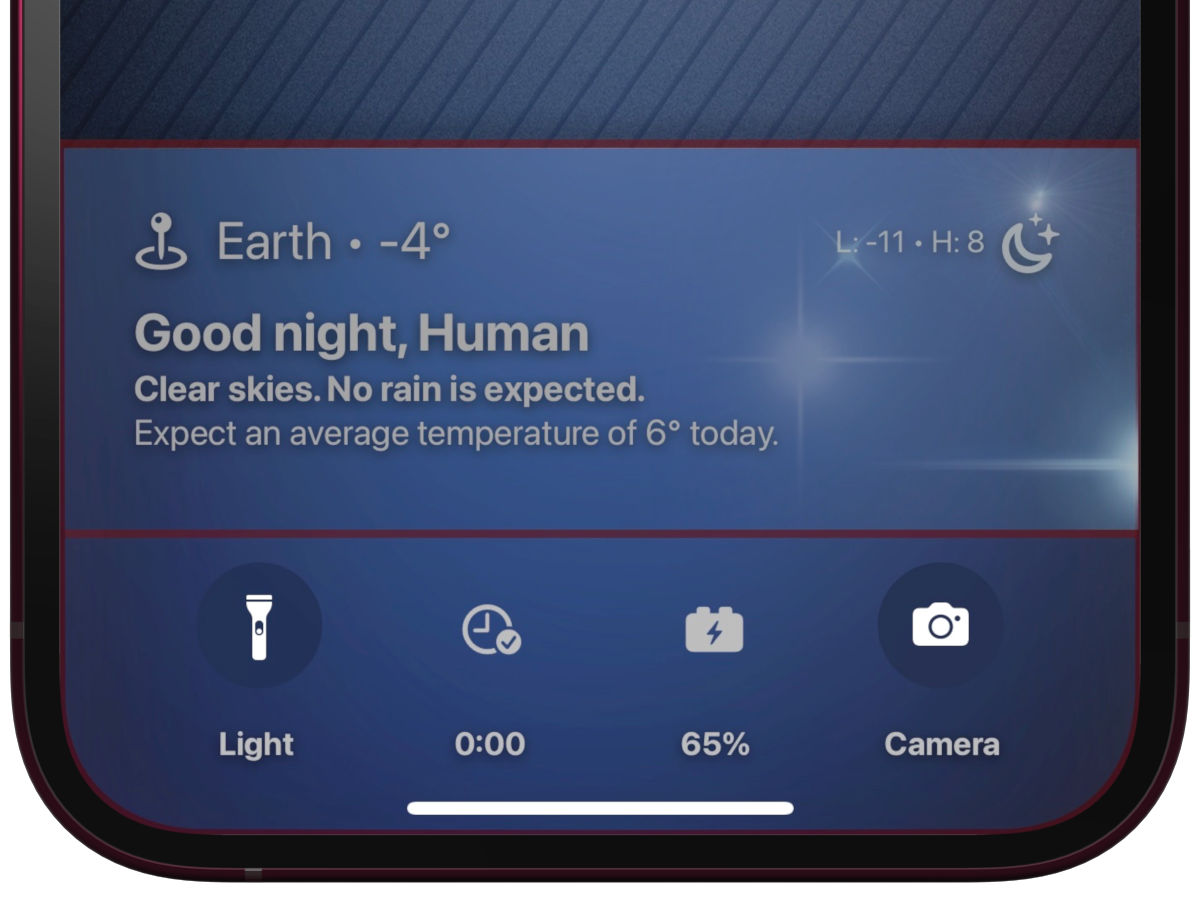 Earth • -4°
L: -11 • H: 8
Good night, Human
Clear skies. No rain is expected.
Expect an average temperature of 6° today.
Light
0:00
65%
Camera